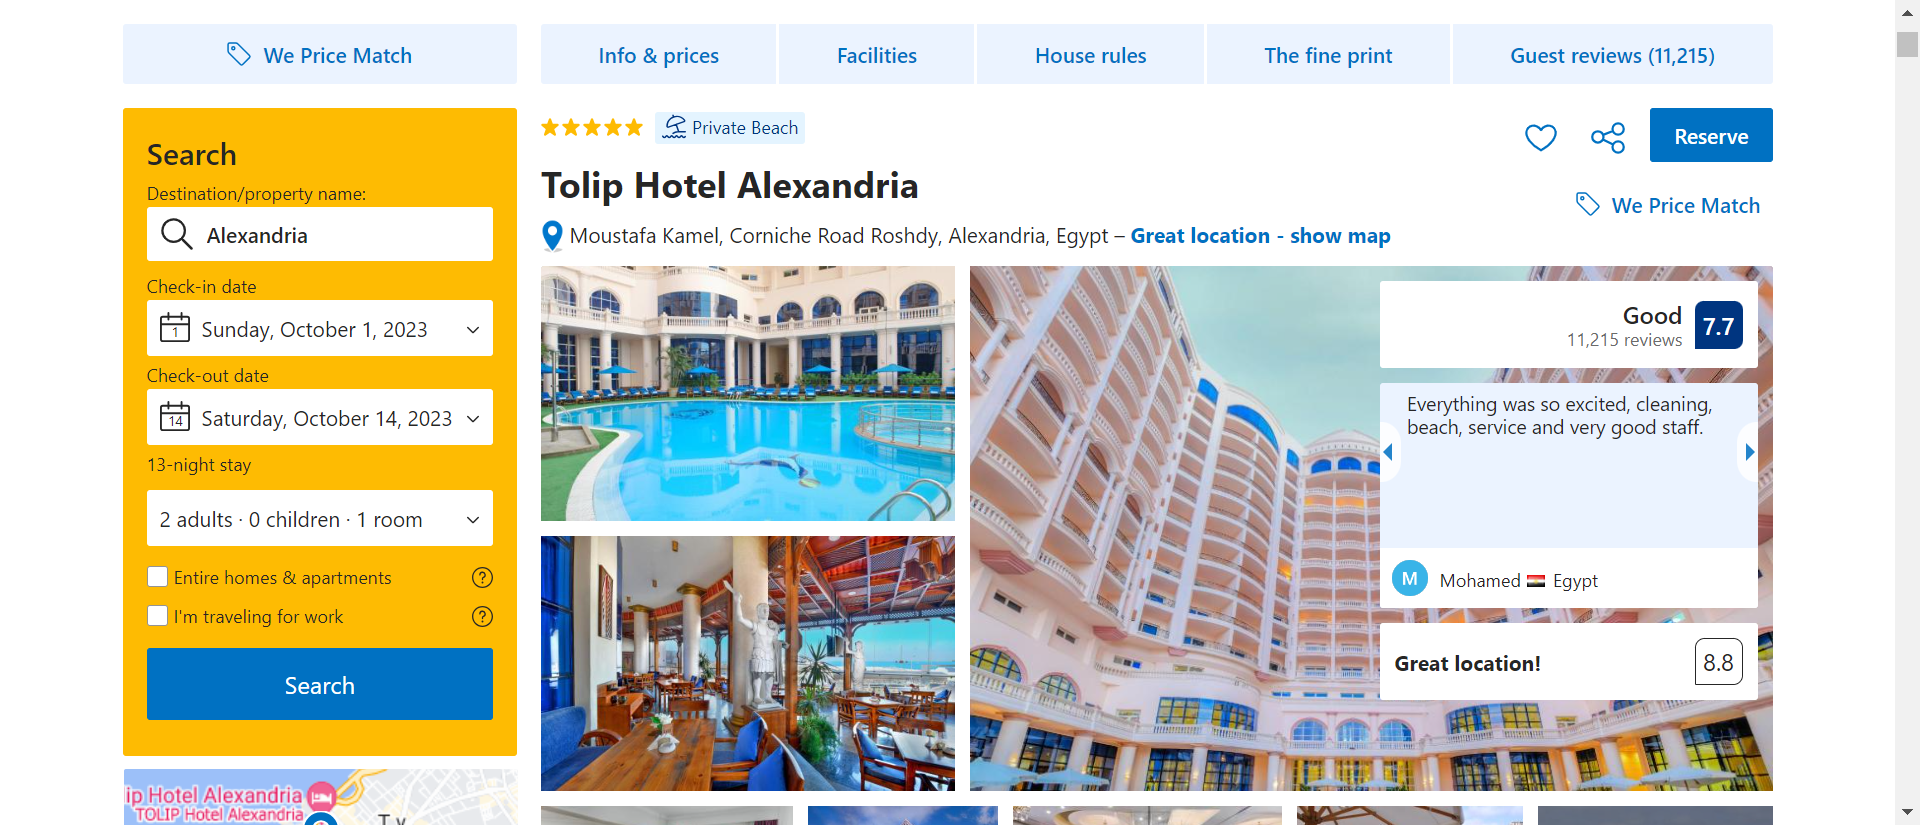 We Price Match
Info & prices
Facilities
House rules
The fine print
Guest reviews (11,215)
Search
Destination/property name:
Alexandria
Check-in date
1
Sunday, October 1, 2023
Check-out date
14
Saturday, October 14, 2023
13-night stay
2 adults · 0 children · 1 room
Entire homes & apartments
?
I'm traveling for work
?
Search
Private Beach
Reserve
Tolip Hotel Alexandria
We Price Match
Moustafa Kamel, Corniche Road Roshdy, Alexandria, Egypt – Great location - show map
Good
11,215 reviews
7.7
Everything was so excited, cleaning,
beach, service and very good staff.
M
Mohamed Egypt
Great location!
8.8
ip Hotel Alexandria
TOLIP Hotel Alexandria